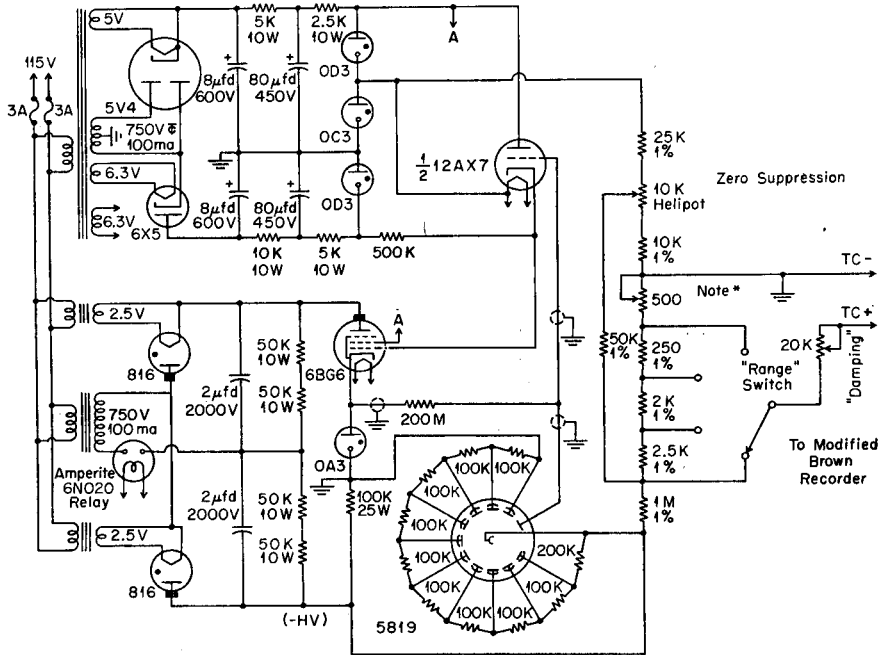 5V
5K
10W
2.5K
10W
A
115V
3A
3A
5V4
750V ₵
100ma
8μfd
600V
80μfd
450V
OD3
OC3
OD3
1/2 12AX7
25K
1%
10K
Helipot
Zero Suppression
6.3V
6.3V
6X5
8μfd
600V
80μfd
450V
10K
10W
5K
10W
500K
10K
1%
TC-
Note*
500
TC+
2.5V
816
50K
10W
A
6BG6
50K
1%
250
1%
"Range"
Switch
20K
"Damping"
2μfd
2000V
50K
10W
200M
2K
1%
750V
100ma
OA3
2.5K
1%
To Modified
Brown
Recorder
Amperite
6N020
Relay
2μfd
2000V
50K
10W
100K
25W
100K
100K
100K
100K
100K
100K
100K
100K
100K
100K
200K
C
1M
1%
2.5V
50K
10W
816
(-HV)
5819